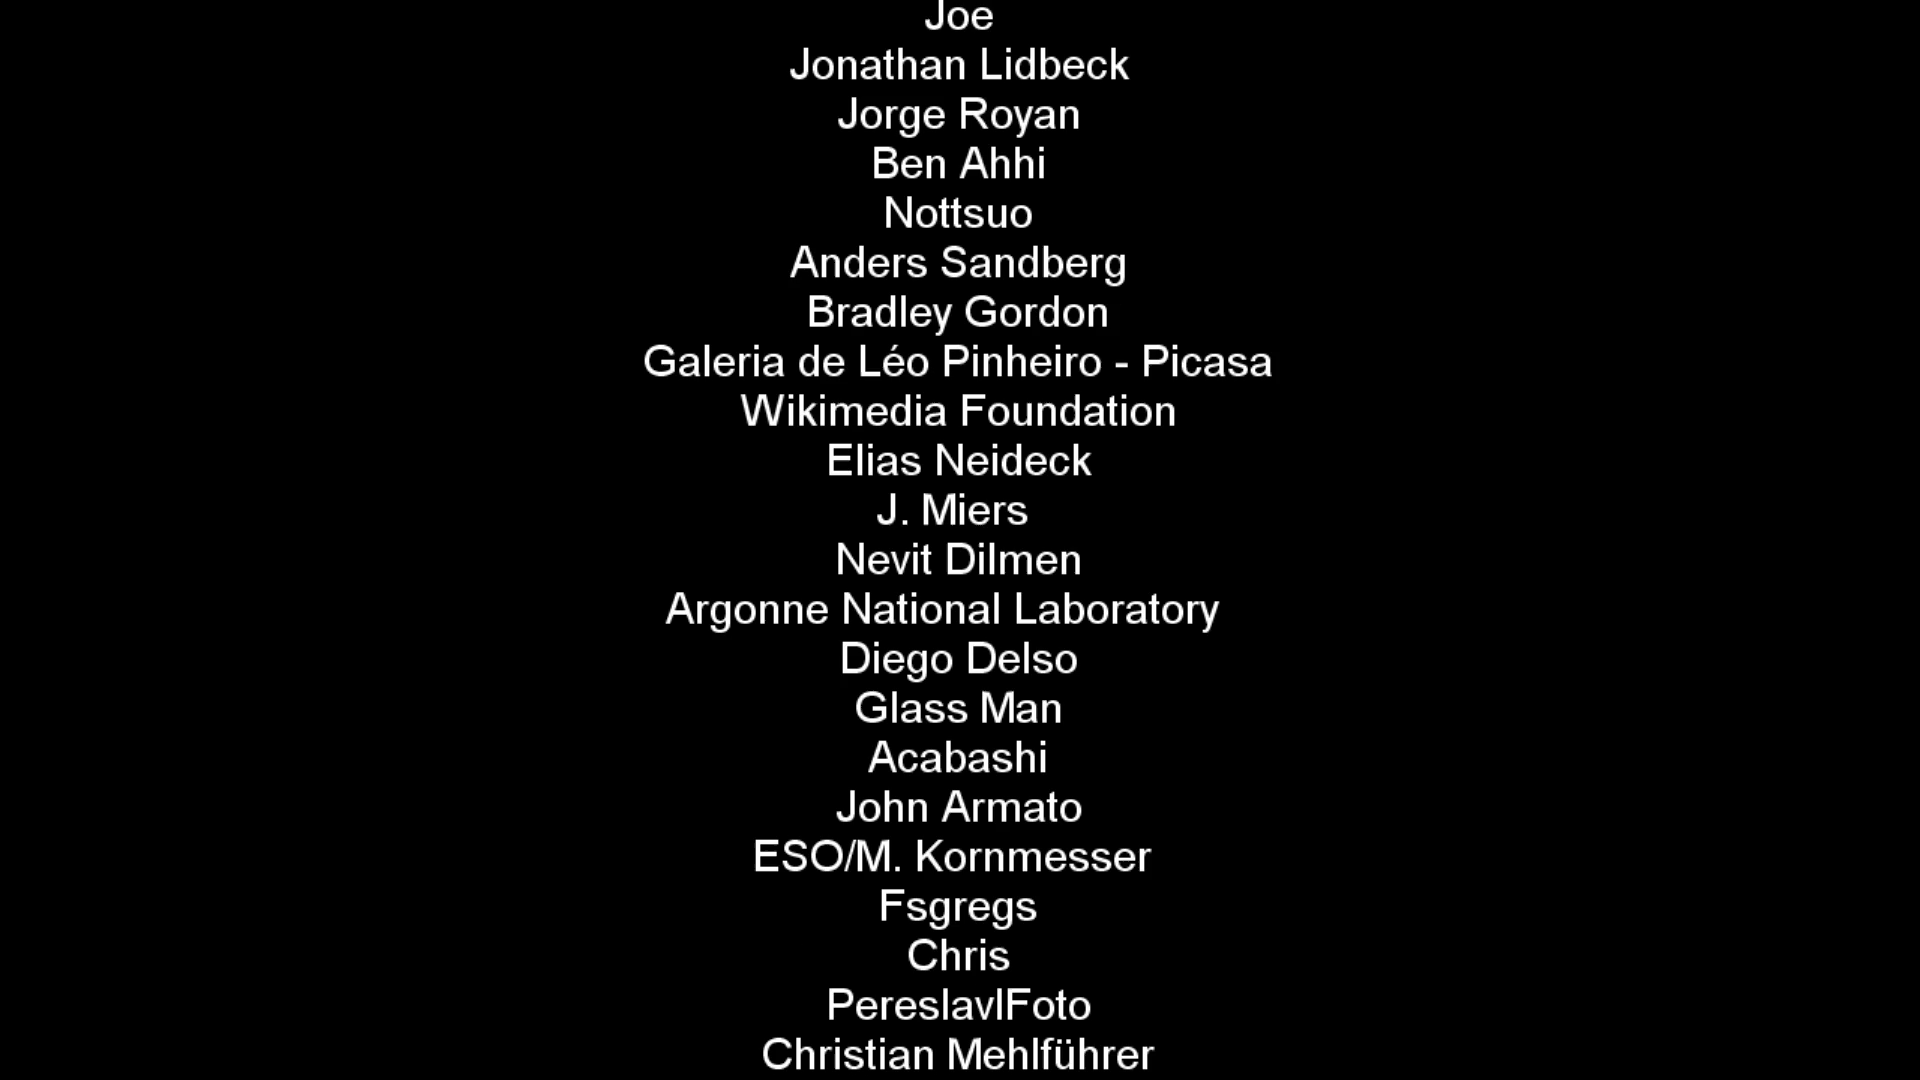 Joe
Jonathan Lidbeck
Jorge Royan
Ben Ahhi
Nottsuo
Anders Sandberg
Bradley Gordon
Galeria de Léo Pinheiro - Picasa
Wikimedia Foundation
Elias Neideck
J. Miers
Nevit Dilmen
Argonne National Laboratory
Diego Delso
Glass Man
Acabashi
John Armato
ESO/M. Kornmesser
Fsgregs
Chris
PereslavlFoto
Christian Mehlführer